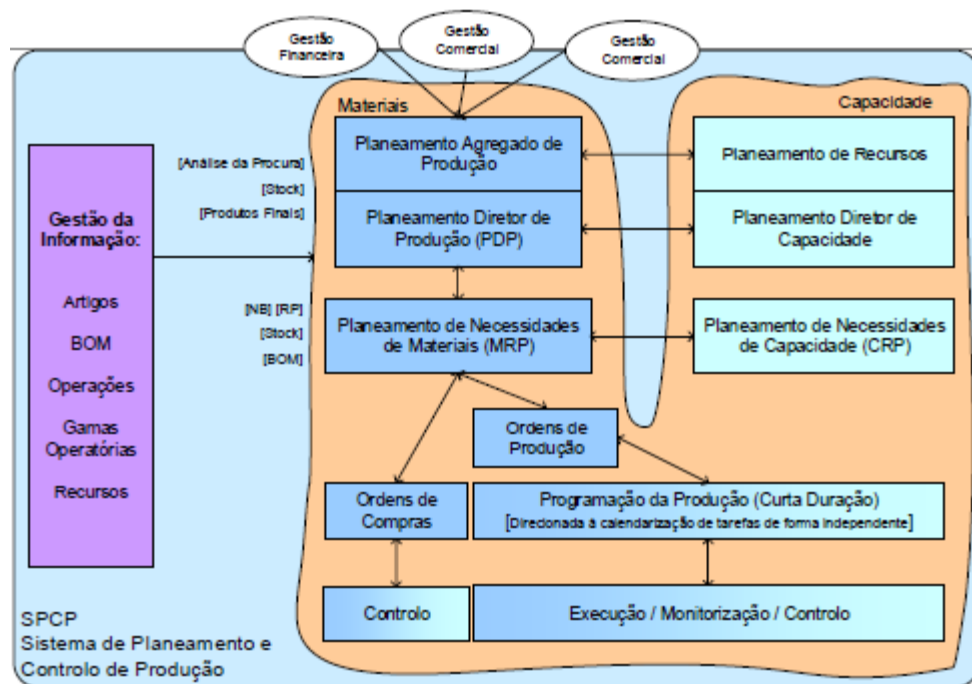 Gestão
Financeira
Gestão
Comercial
Gestão
Comercial
Materiais
Capacidade
Planeamento Agregado de
Produção
Planeamento de Recursos
[Análise da Procura]
[Stock]
[Produtos Finais]
Planeamento Diretor de
Produção (PDP)
Planeamento Diretor de
Capacidade
Gestão da
Informação:
Artigos
BOM
Operações
Gamas
Operatórias
Recursos
[NB] [RP]
[Stock]
[BOM]
Planeamento de Necessidades
de Materiais (MRP)
Planeamento de Necessidades
de Capacidade (CRP)
Ordens de
Produção
Ordens de
Compras
Programação da Produção (Curta Duração)
[Direcionada à calendarização de tarefas de forma independente]
Controlo
Execução / Monitorização / Controlo
SPCP
Sistema de Planeamento e
Controlo de Produção